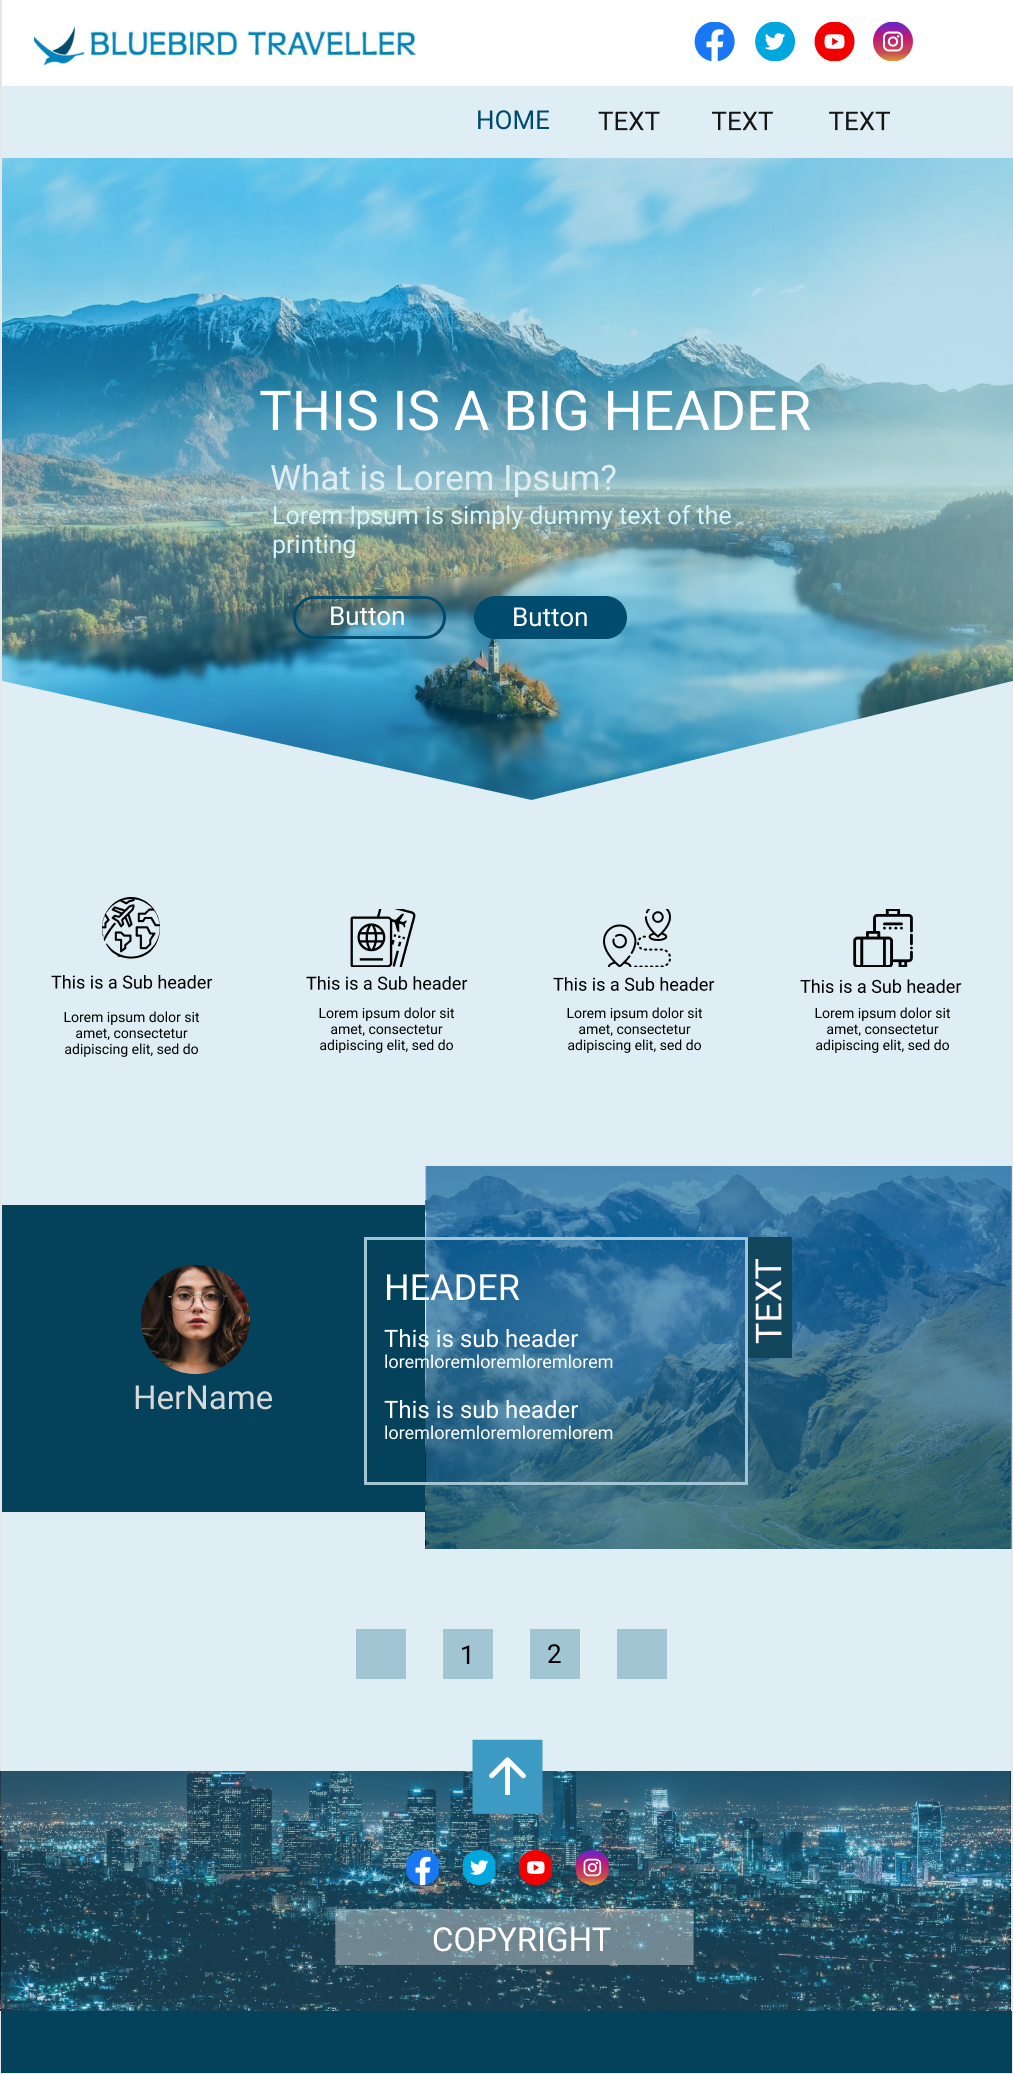 BLUEBIRD TRAVELLER
HOME TEXT TEXT TEXT
THIS IS A BIG HEADER
What is Lorem Ipsum?
Lorem Ipsum is simply dummy text of the
printing
Button Button
This is a Sub header
Lorem ipsum dolor sit
amet, consectetur
adipiscing elit, sed do
This is a Sub header
Lorem ipsum dolor sit
amet, consectetur
adipiscing elit, sed do
This is a Sub header
Lorem ipsum dolor sit
amet, consectetur
adipiscing elit, sed do
This is a Sub header
Lorem ipsum dolor sit
amet, consectetur
adipiscing elit, sed do
HerName
HEADER
This is sub header
loremloremloremloremlorem
This is sub header
loremloremloremloremlorem
TEXT
1 2
COPYRIGHT